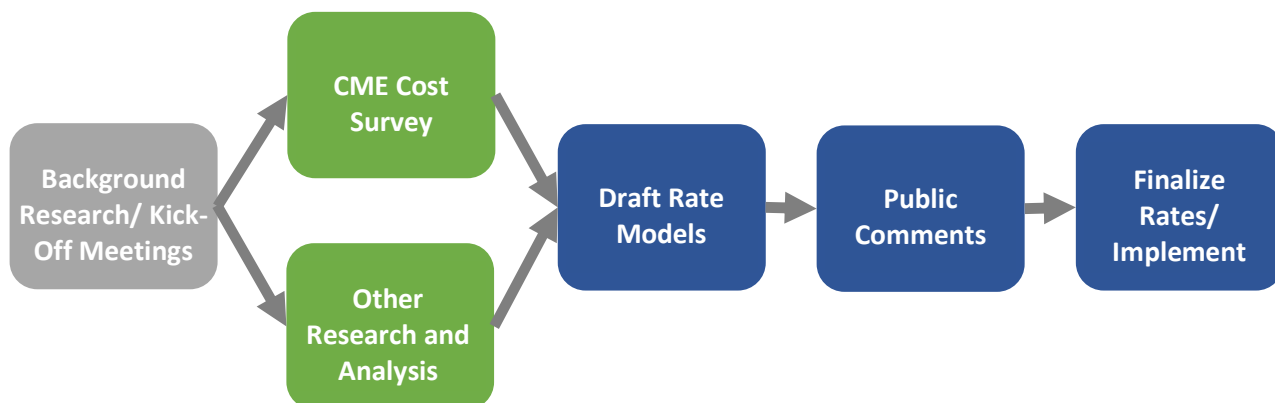 Background
Research/ Kick-
Off Meetings
CME Cost
Survey
Other
Research and
Analysis
Draft Rate
Models
Public
Comments
Finalize
Rates/
Implement